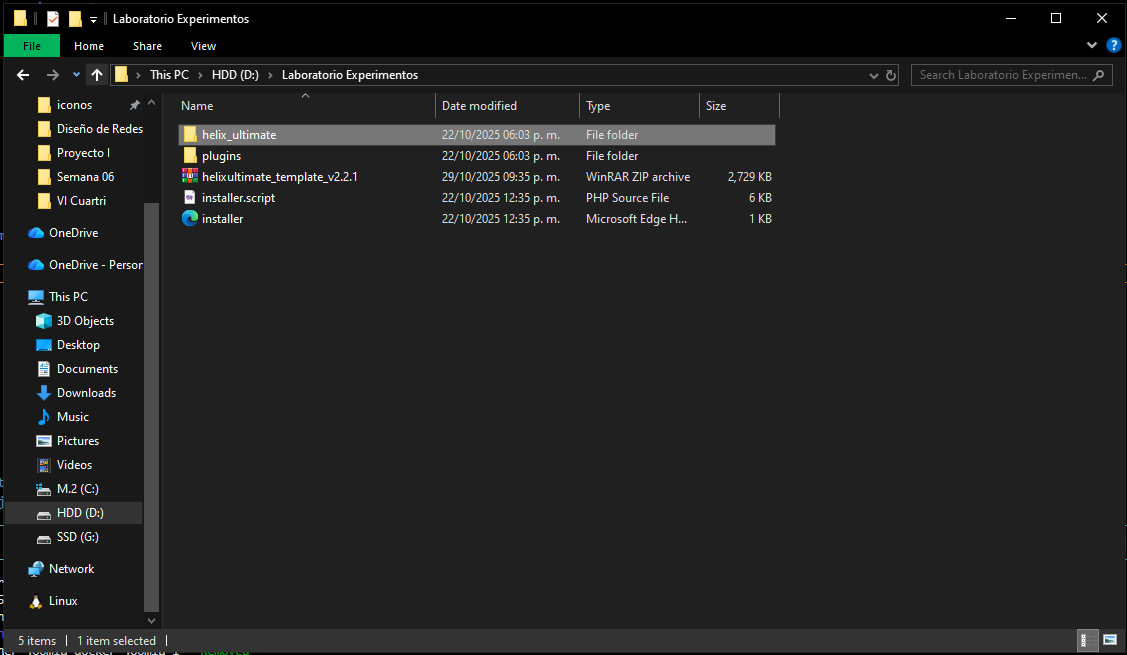 Laboratorio Experimentos
File Home Share View
This PC HDD (D:) Laboratorio Experimentos Search Laboratorio Experimen...
Name Date modified Type Size
helix_ultimate 22/10/2025 06:03 p. m. File folder
plugins 22/10/2025 06:03 p. m. File folder
helixultimate_template_v2.2.1 29/10/2025 09:35 p. m. WinRAR ZIP archive 2,729 KB
installer.script 22/10/2025 12:35 p. m. PHP Source File 6 KB
installer 22/10/2025 12:35 p. m. Microsoft Edge H... 1 KB
iconos
Diseño de Redes
Proyecto I
Semana 06
VI Cuartri
OneDrive
OneDrive - Person
This PC
3D Objects
Desktop
Documents
Downloads
Music
Pictures
Videos
M.2 (C:)
HDD (D:)
SSD (G:)
Network
Linux
5 items 1 item selected